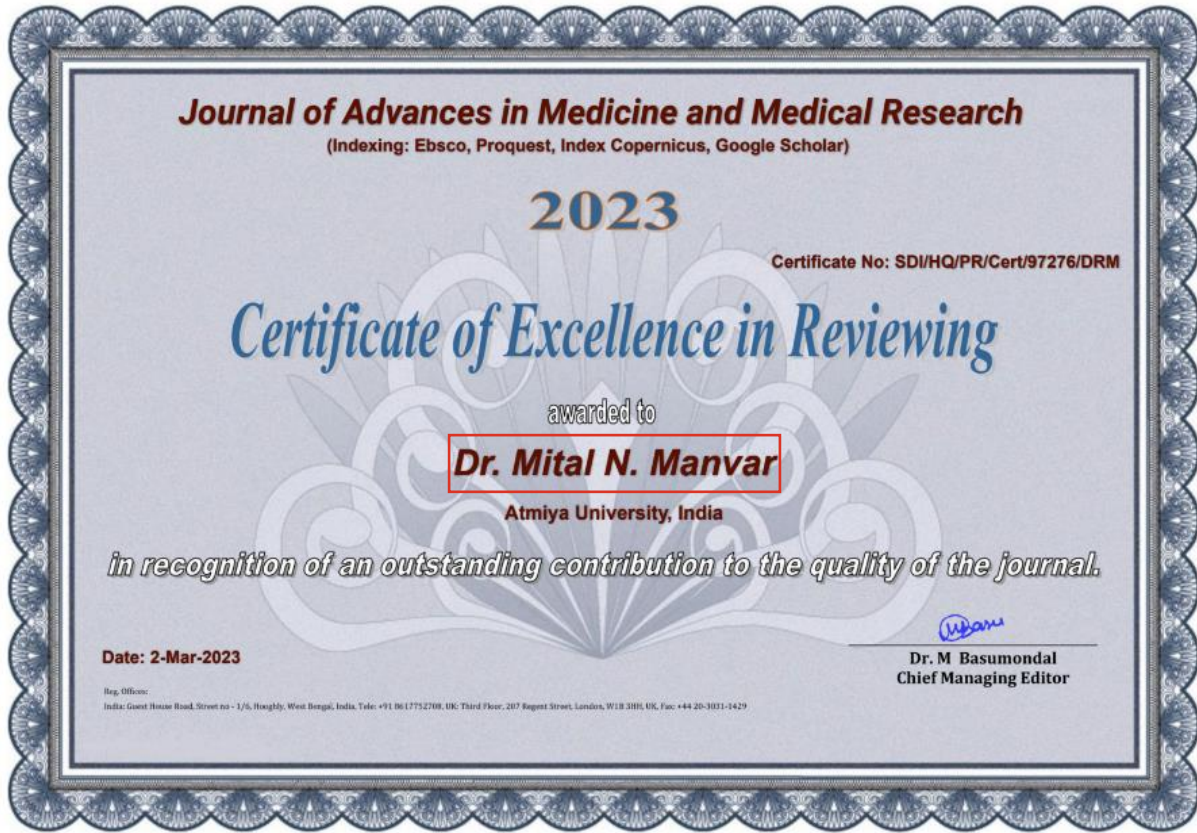 Journal of Advances in Medicine and Medical Research
(Indexing: Ebsco, Proquest, Index Copernicus, Google Scholar)
2023
Certificate No: SDI/HQ/PR/Cert/97276/DRM
Certificate of Excellence in Reviewing
awarded to
Dr. Mital N. Manvar
Atmiya University, India
in recognition of an outstanding contribution to the quality of the journal.
Date: 2-Mar-2023
Dr. M Basumondal
Chief Managing Editor
Reg. Offices:
India: Guest House Road, Street no - 1/6, Hooghly, West Bengal, India, Tele: +91 8617752708, UK: Third Floor, 207 Regent Street, London, W1B 3HH, UK, Fax: +44 20-3031-1429